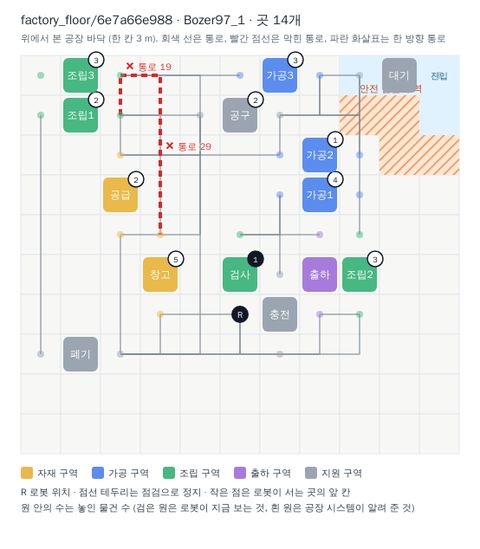 factory_floor/6e7a66e988 · Bozer97_1 · 곳 14개
위에서 본 공장 바닥 (한 칸 3 m). 회색 선은 통로, 빨간 점선은 막힌 통로, 파란 화살표는 한 방향 통로
조립3 3
✕ 통로 19
가공3 3
대기
조립1 2
공구 2
✕ 통로 29
가공2 1
공급 2
가공1 4
창고 5
검사 1
출하
조립2 3
R
충전
폐기
자재 구역
가공 구역
조립 구역
출하 구역
지원 구역
R 로봇 위치 · 점선 테두리는 점검으로 정지 · 작은 점은 로봇이 서는 곳의 앞 칸
원 안의 수는 놓인 물건 수 (검은 원은 로봇이 지금 보는 것, 흰 원은 공장 시스템이 알려 준 것)